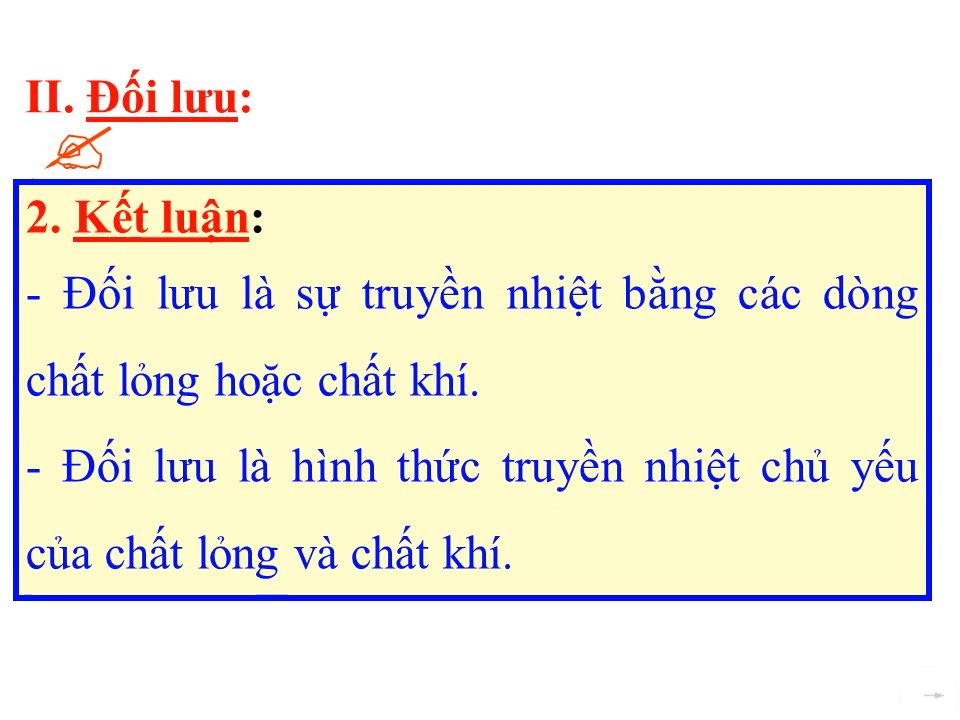 II. Đối lưu:
2. Kết luận:
- Đối lưu là sự truyền nhiệt bằng các dòng
chất lỏng hoặc chất khí.
- Đối lưu là hình thức truyền nhiệt chủ yếu
của chất lỏng và chất khí.